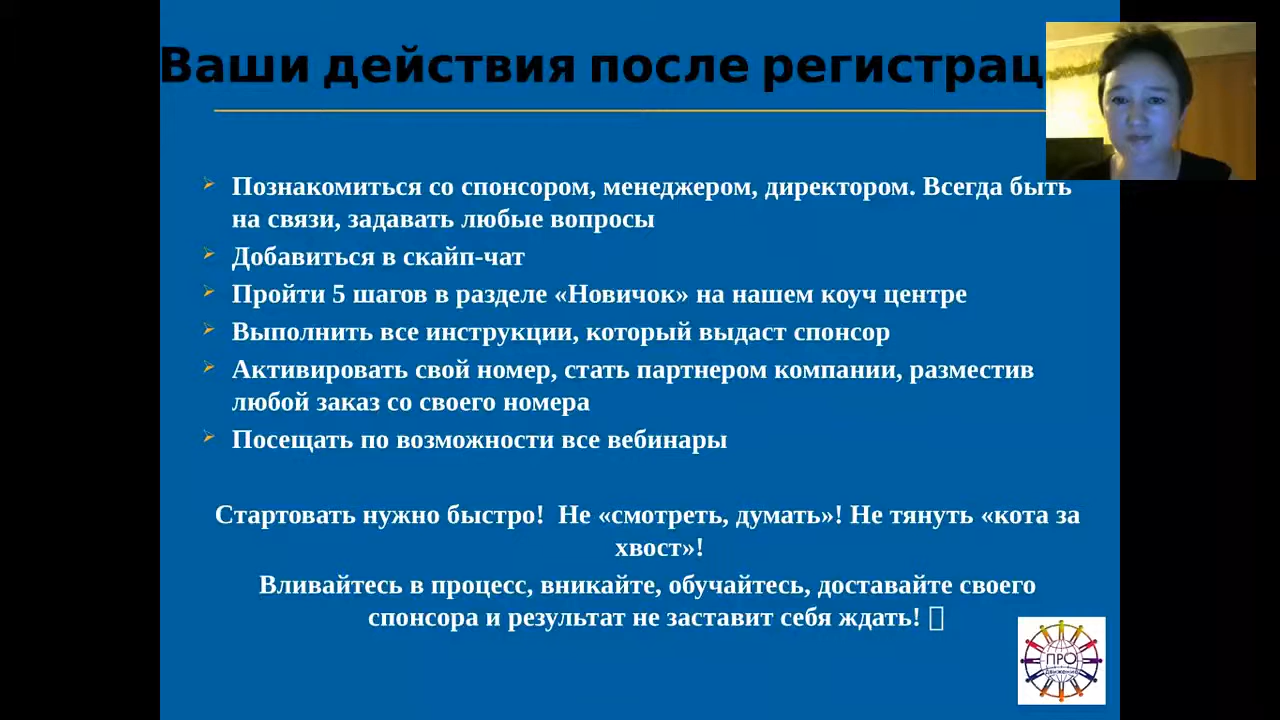 Ваши действия после регистрац
Познакомиться со спонсором, менеджером, директором. Всегда быть
на связи, задавать любые вопросы
Добавиться в скайп-чат
Пройти 5 шагов в разделе «Новичок» на нашем коуч центре
Выполнить все инструкции, который выдаст спонсор
Активировать свой номер, стать партнером компании, разместив
любой заказ со своего номера
Посещать по возможности все вебинары
Стартовать нужно быстро! Не «смотреть, думать»! Не тянуть «кота за
хвост»!
Вливайтесь в процесс, вникайте, обучайтесь, доставайте своего
спонсора и результат не заставит себя ждать!
ПРО
Движение